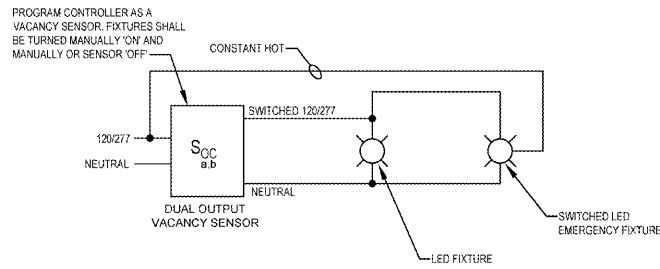 PROGRAM CONTROLLER AS A
VACANCY SENSOR. FIXTURES SHALL
BE TURNED MANUALLY 'ON' AND
MANUALLY OR SENSOR 'OFF'
CONSTANT HOT
SWITCHED 120/277
120/277
SOC
a,b
NEUTRAL
NEUTRAL
DUAL OUTPUT
VACANCY SENSOR
SWITCHED LED
EMERGENCY FIXTURE
LED FIXTURE